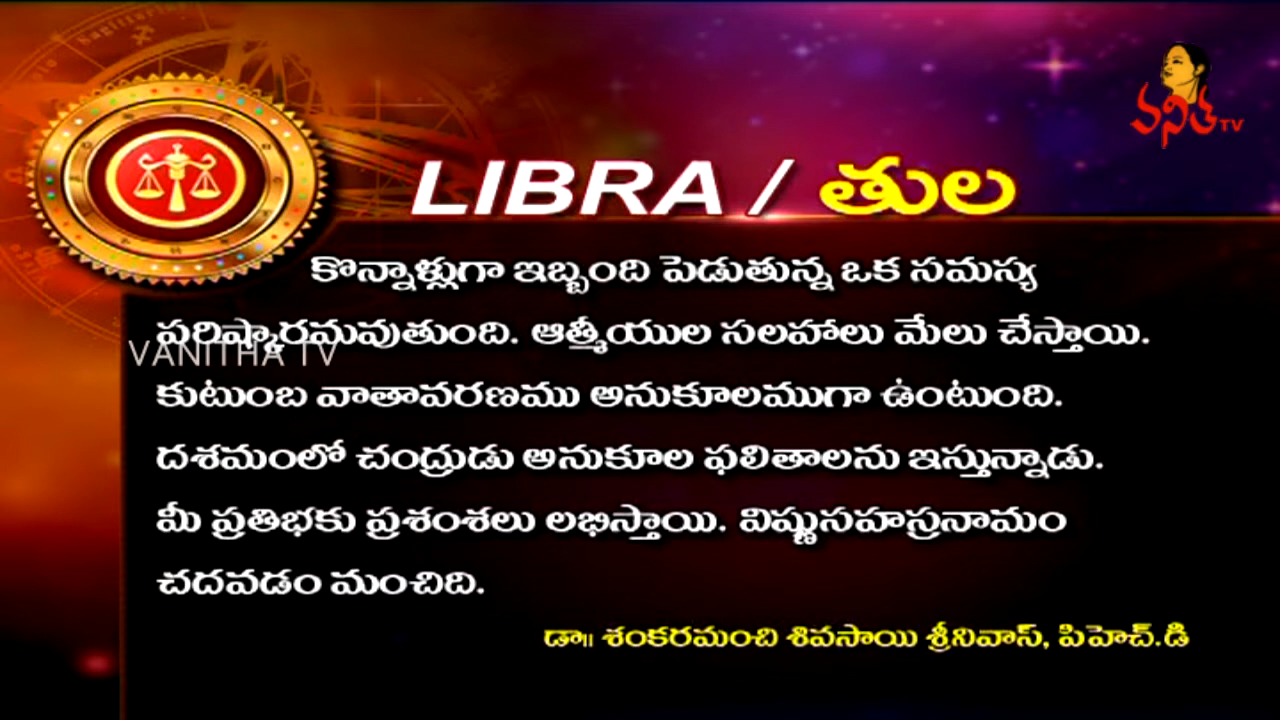 వనిత TV
LIBRA / తుల
కొన్నాళ్లుగా ఇబ్బంది పెడుతున్న ఒక సమస్య
పరిష్కారమవుతుంది. ఆత్మీయుల సలహాలు మేలు చేస్తాయి.
VANITHA TV
కుటుంబ వాతావరణము అనుకూలముగా ఉంటుంది.
దశమంలో చంద్రుడు అనుకూల ఫలితాలను ఇస్తున్నాడు.
మీ ప్రతిభకు ప్రశంశలు లభిస్తాయి. విష్ణుసహస్రనామం
చదవడం మంచిది.
డా॥ శంకరమంచి శివసాయి శ్రీనివాస్, పిహెచ్.డి